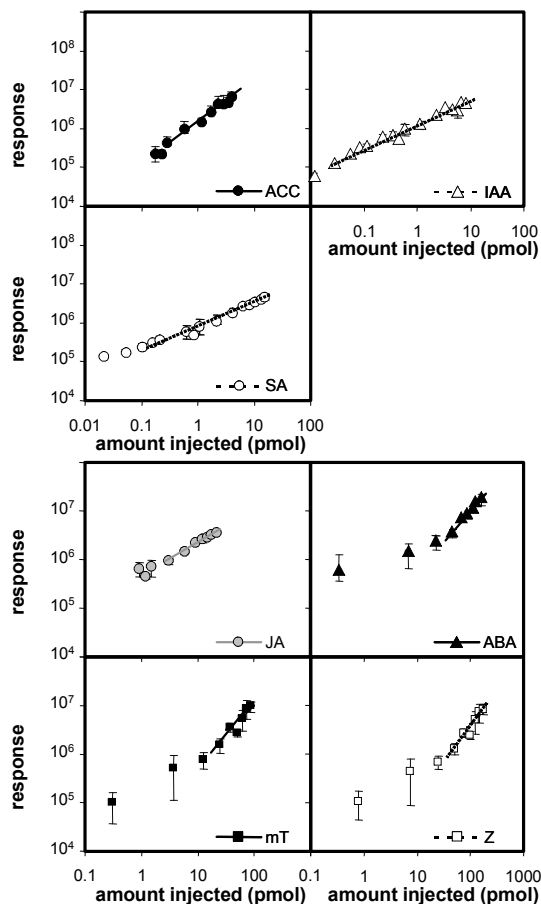 response
10⁸
10⁷
10⁶
10⁵
10⁴
ACC
IAA
0.1 1 10 100
amount injected (pmol)
response
10⁸
10⁷
10⁶
10⁵
10⁴
SA
0.01 0.1 1 10 100
amount injected (pmol)
response
10⁷
10⁶
10⁵
10⁴
JA
ABA
response
10⁷
10⁶
10⁵
10⁴
mT
Z
0.1 1 10 100
0.1 1 10 100 1000
amount injected (pmol)
amount injected (pmol)